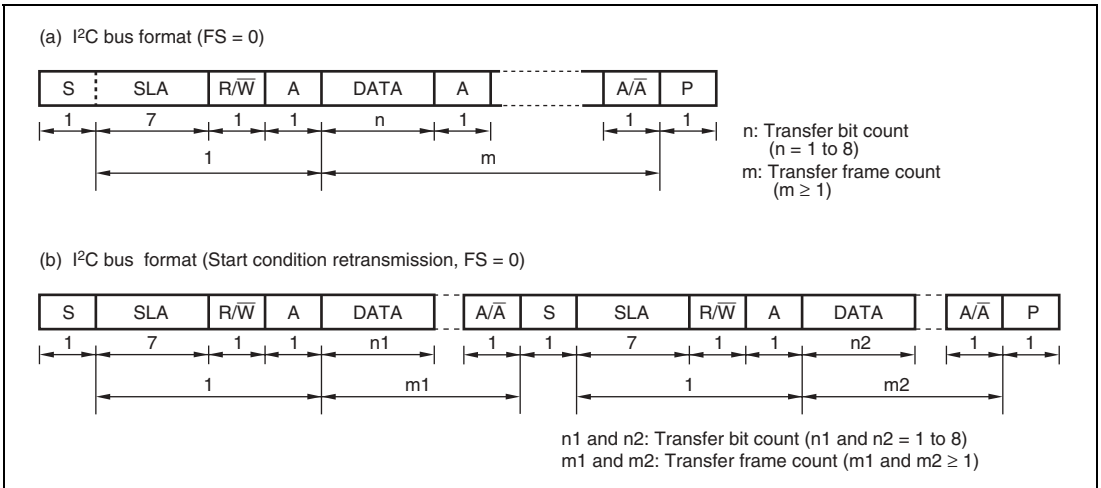 (a) I²C bus format (FS = 0)
S SLA R/W̅ A DATA A A/A̅ P
1 7 1 1 n 1 1 1
1 m
n: Transfer bit count
(n = 1 to 8)
m: Transfer frame count
(m ≥ 1)
(b) I²C bus format (Start condition retransmission, FS = 0)
S SLA R/W̅ A DATA A/A̅ S SLA R/W̅ A DATA A/A̅ P
1 7 1 1 n1 1 1 7 1 1 n2 1 1
1 m1 1 m2
n1 and n2: Transfer bit count (n1 and n2 = 1 to 8)
m1 and m2: Transfer frame count (m1 and m2 ≥ 1)